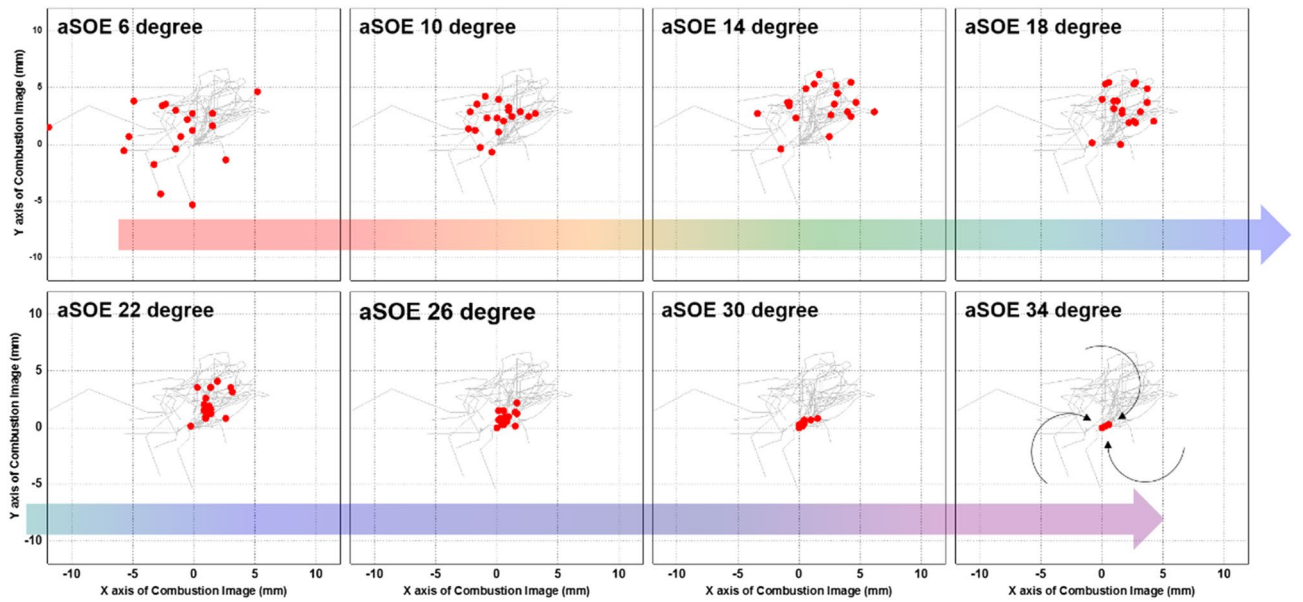 aSOE 6 degree
aSOE 10 degree
aSOE 14 degree
aSOE 18 degree
Y axis of Combustion Image (mm)
10
5
0
-5
-10
aSOE 22 degree
aSOE 26 degree
aSOE 30 degree
aSOE 34 degree
Y axis of Combustion Image (mm)
10
5
0
-5
-10
-10 -5 0 5 10
-10 -5 0 5 10
-10 -5 0 5 10
-10 -5 0 5 10
X axis of Combustion Image (mm)
X axis of Combustion Image (mm)
X axis of Combustion Image (mm)
X axis of Combustion Image (mm)